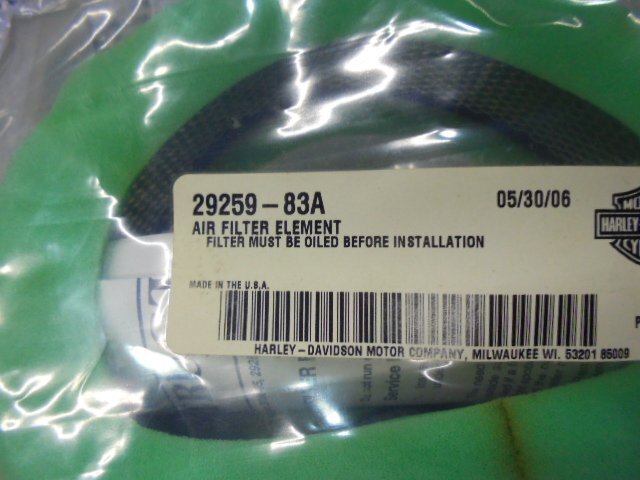 29259-83A 05/30/06
AIR FILTER ELEMENT
FILTER MUST BE OILED BEFORE INSTALLATION
MADE IN THE U.S.A.
HARLEY-DAVIDSON MOTOR COMPANY, MILWAUKEE WI. 53201 85009
HARLEY-